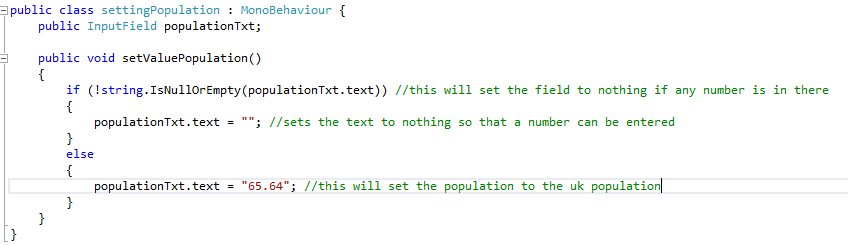 public class settingPopulation : MonoBehaviour {
    public InputField populationTxt;

    public void setValuePopulation()
    {
        if (!string.IsNullOrEmpty(populationTxt.text)) //this will set the field to nothing if any number is in there
        {
            populationTxt.text = ""; //sets the text to nothing so that a number can be entered
        }
        else
        {
            populationTxt.text = "65.64"; //this will set the population to the uk population
        }
    }
}